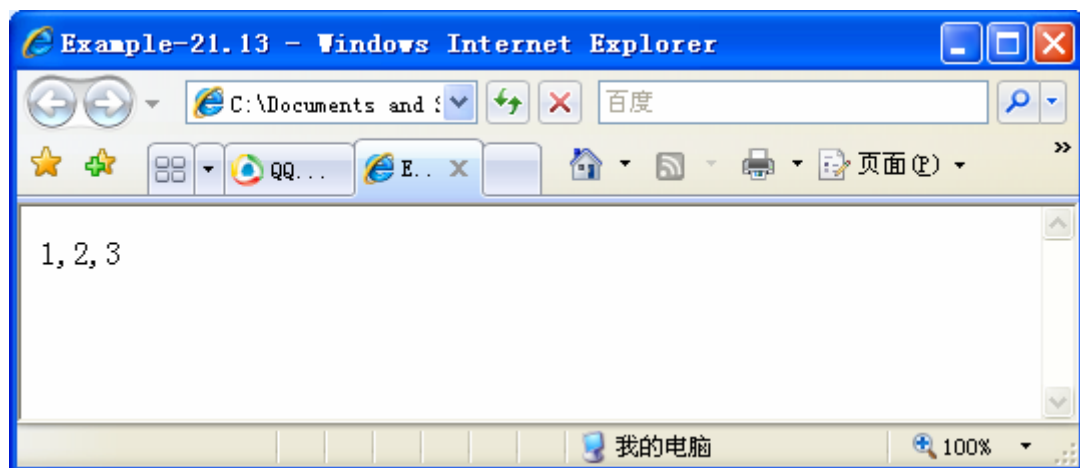 Example-21.13 - Windows Internet Explorer
C:\Documents and S
百度
QQ...
E..
页面(P)
»
1,2,3
我的电脑
100%